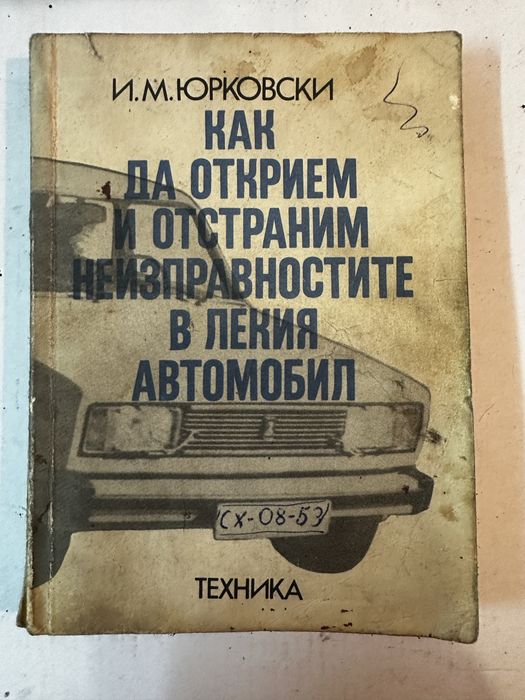 И.М.ЮРКОВСКИ
КАК
ДА ОТКРИЕМ
И ОТСТРАНИМ
НЕИЗПРАВНОСТИТЕ
В ЛЕКИЯ
АВТОМОБИЛ
СХ-08-53
ТЕХНИКА